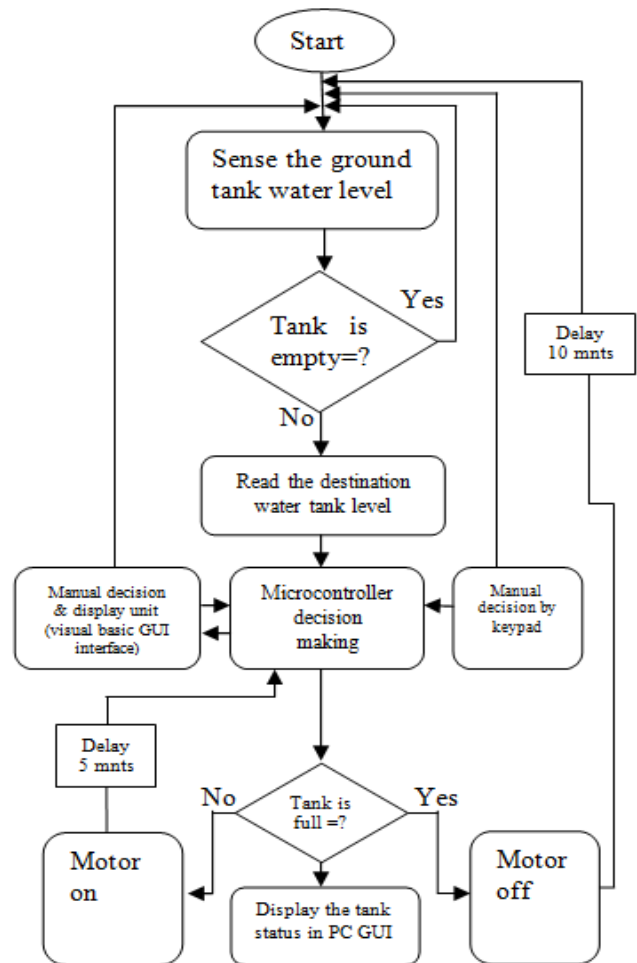 Start
Sense the ground
tank water level
Yes
Tank is
empty=?
Delay
10 mnts
No
Read the destination
water tank level
Manual decision
& display unit
(visual basic GUI
interface)
Microcontroller
decision
making
Manual
decision by
keypad
Delay
5 mnts
No
Tank is
full =?
Yes
Motor
on
Motor
off
Display the tank
status in PC GUI